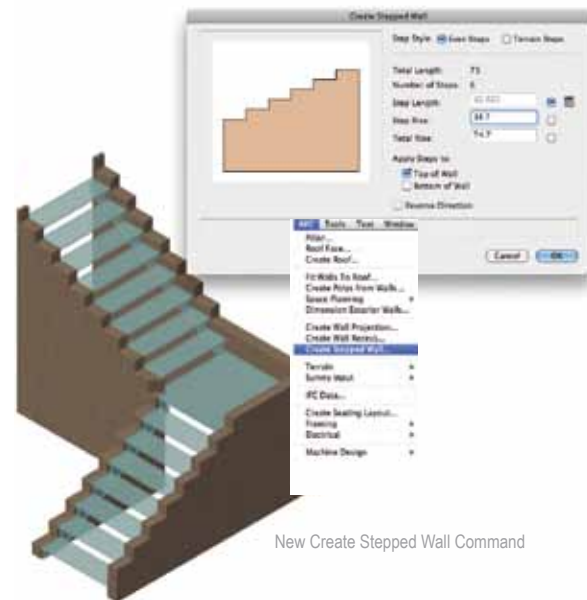 Create Stepped Wall
Step Style: Even Steps Terrain Steps
Total Length: 75
Number of Steps: 6
Step Length:
Step Rise:
Total Rise:
Apply Steps to
Top of Wall
Bottom of Wall
Reverse Direction
Cancel OK
AEC Tools Text Window
Pillar...
Roof Face...
Create Roof...
Fit Walls To Roof...
Create Polys from Walls...
Space Planning
Dimension Exterior Walls...
Create Wall Projection...
Create Wall Recess...
Create Stepped Wall...
Terrain
Survey Input
IFC Data...
Create Seating Layout...
Framing
Electrical
Machine Design
New Create Stepped Wall Command